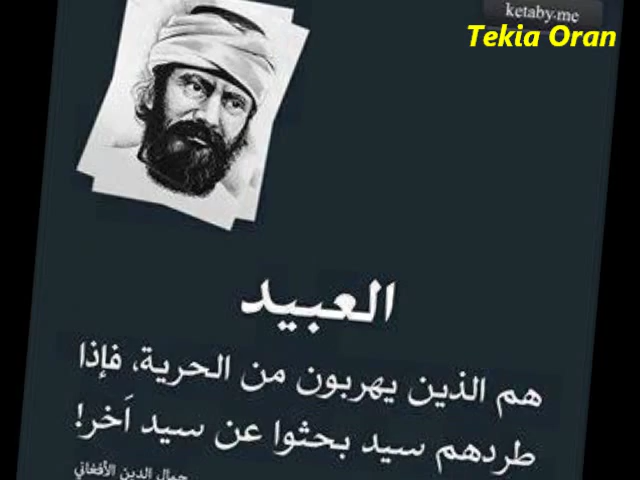 ketaby.me
Tekia Oran
العبيد
هم الذين يهربون من الحرية، فإذا
طردهم سيد بحثوا عن سيد آخر!
جمال الدين الأفغاني